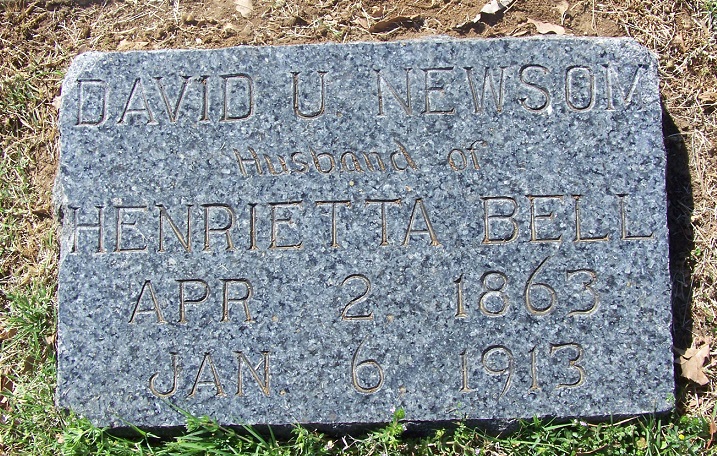 DAVID U. NEWSOM
Husband of
HENRIETTA BELL
APR. 2. 1863
JAN. 6. 1913